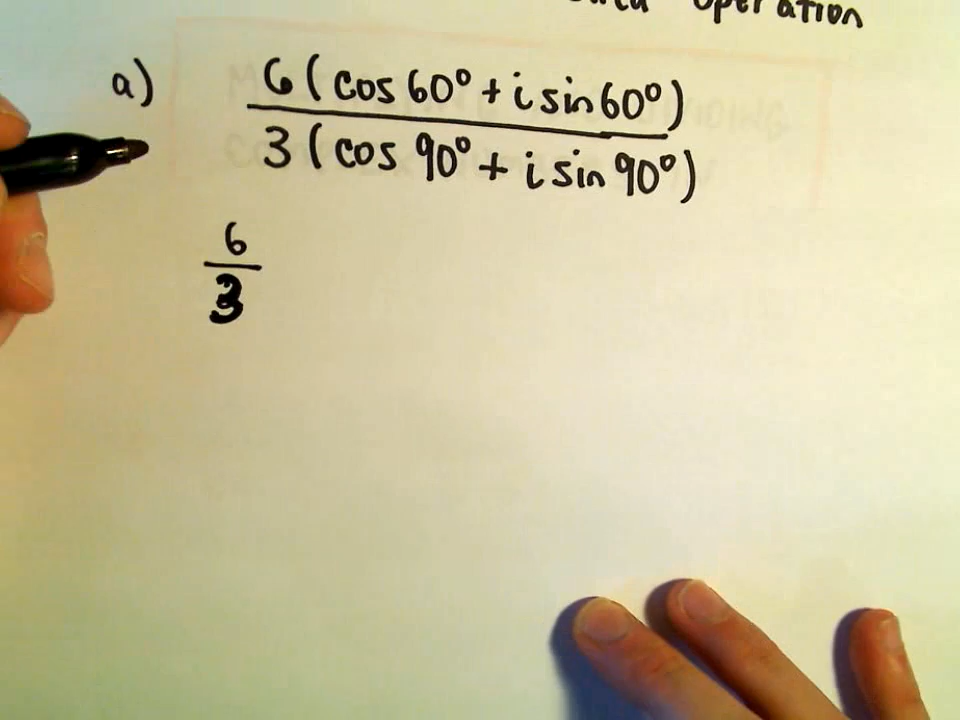 operation
a) 6(cos 60° + i sin 60°)
3(cos 90° + i sin 90°)
6
3